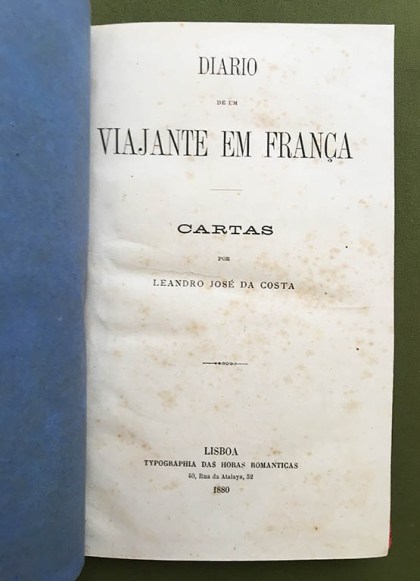 DIARIO
DE UM
VIAJANTE EM FRANÇA
CARTAS
POR
LEANDRO JOSÉ DA COSTA
LISBOA
TYPOGRAPHIA DAS HORAS ROMANTICAS
40, Rua da Atalaya, 52
1880